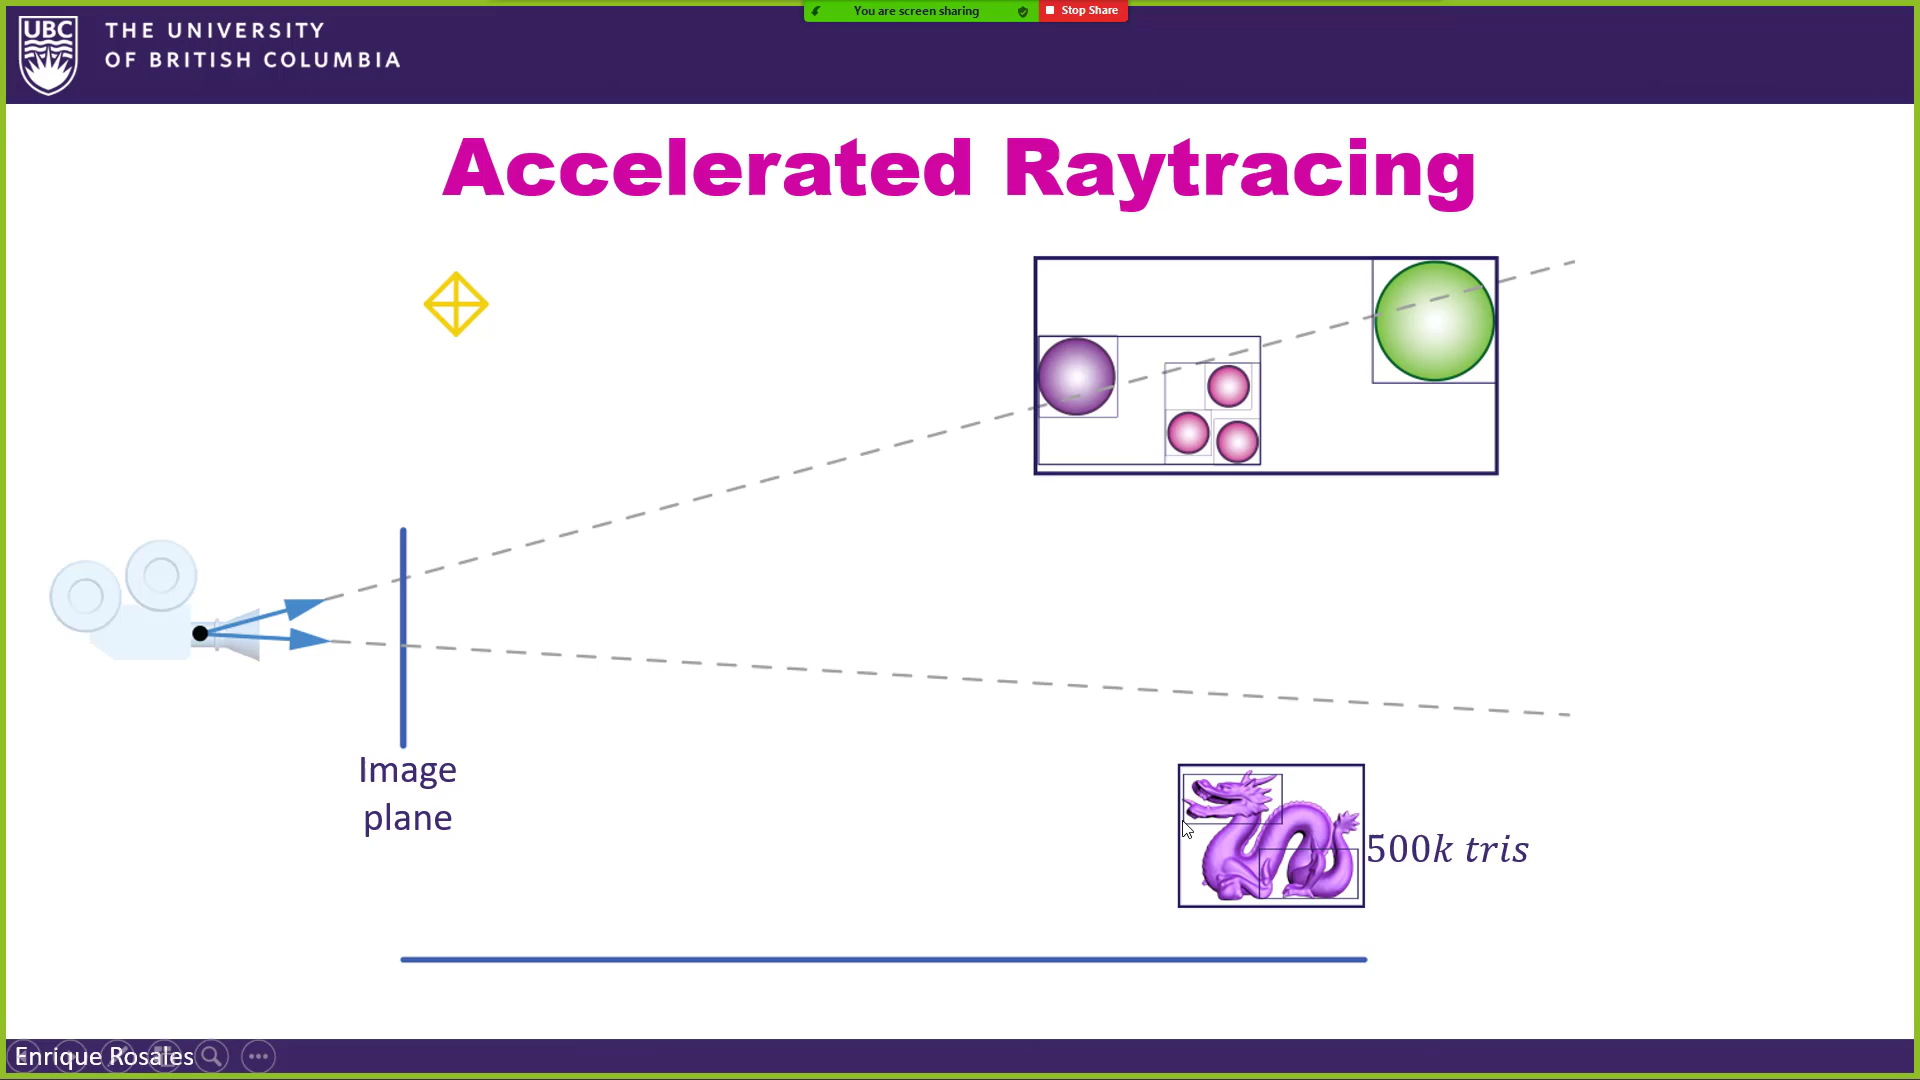 You are screen sharing
Stop Share
UBC
THE UNIVERSITY
OF BRITISH COLUMBIA
Accelerated Raytracing
Image
plane
500k tris
Enrique Rosales